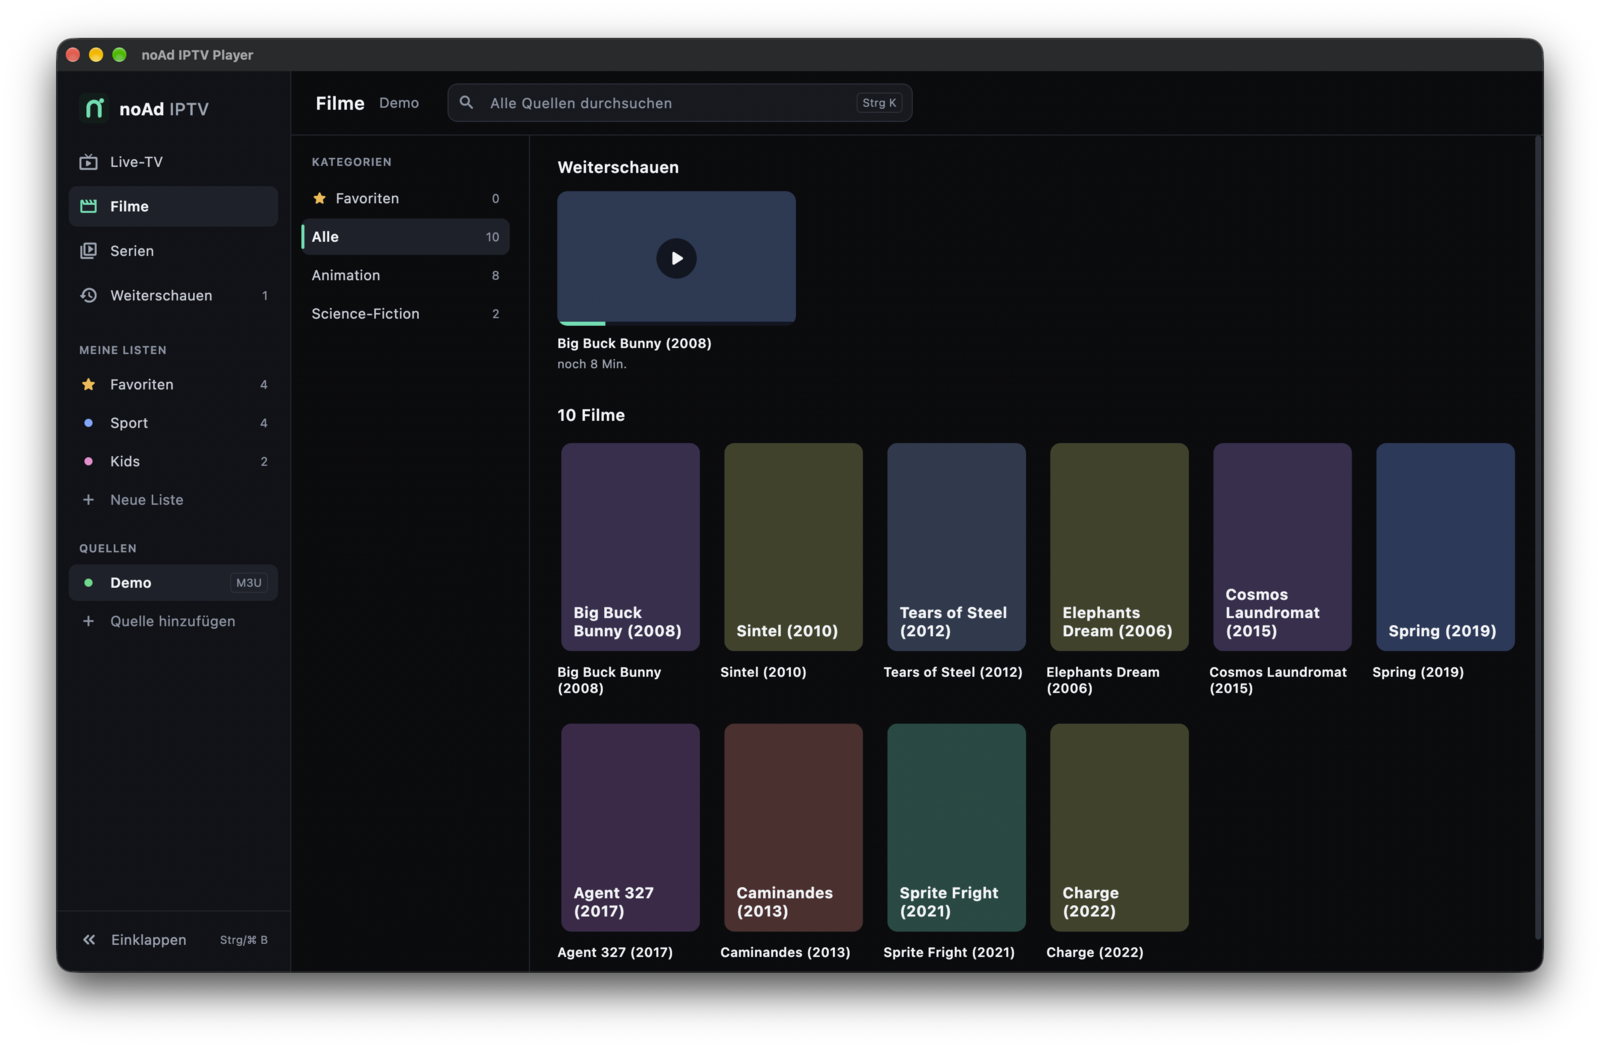 noAd IPTV Player
noAd IPTV
Live-TV
Filme
Serien
Weiterschauen 1
MEINE LISTEN
Favoriten 4
Sport 4
Kids 2
Neue Liste
QUELLEN
Demo M3U
Quelle hinzufügen
Einklappen Strg/⌘ B
Filme Demo
Alle Quellen durchsuchen Strg K
KATEGORIEN
Favoriten 0
Alle 10
Animation 8
Science-Fiction 2
Weiterschauen
Big Buck Bunny (2008)
noch 8 Min.
10 Filme
Big Buck
Bunny (2008)
Big Buck Bunny
(2008)
Sintel (2010)
Sintel (2010)
Tears of Steel
(2012)
Tears of Steel (2012)
Elephants
Dream (2006)
Elephants Dream
(2006)
Cosmos
Laundromat
(2015)
Cosmos Laundromat
(2015)
Spring (2019)
Spring (2019)
Agent 327
(2017)
Agent 327 (2017)
Caminandes
(2013)
Caminandes (2013)
Sprite Fright
(2021)
Sprite Fright (2021)
Charge
(2022)
Charge (2022)